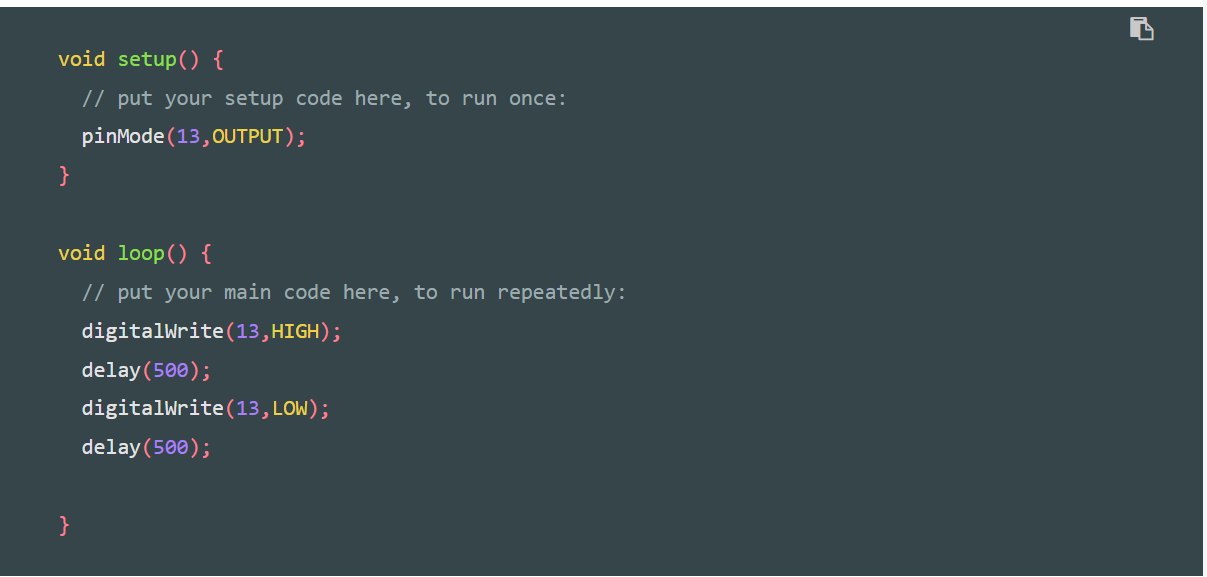 void setup() {
  // put your setup code here, to run once:
  pinMode(13,OUTPUT);
}
void loop() {
  // put your main code here, to run repeatedly:
  digitalWrite(13,HIGH);
  delay(500);
  digitalWrite(13,LOW);
  delay(500);
}